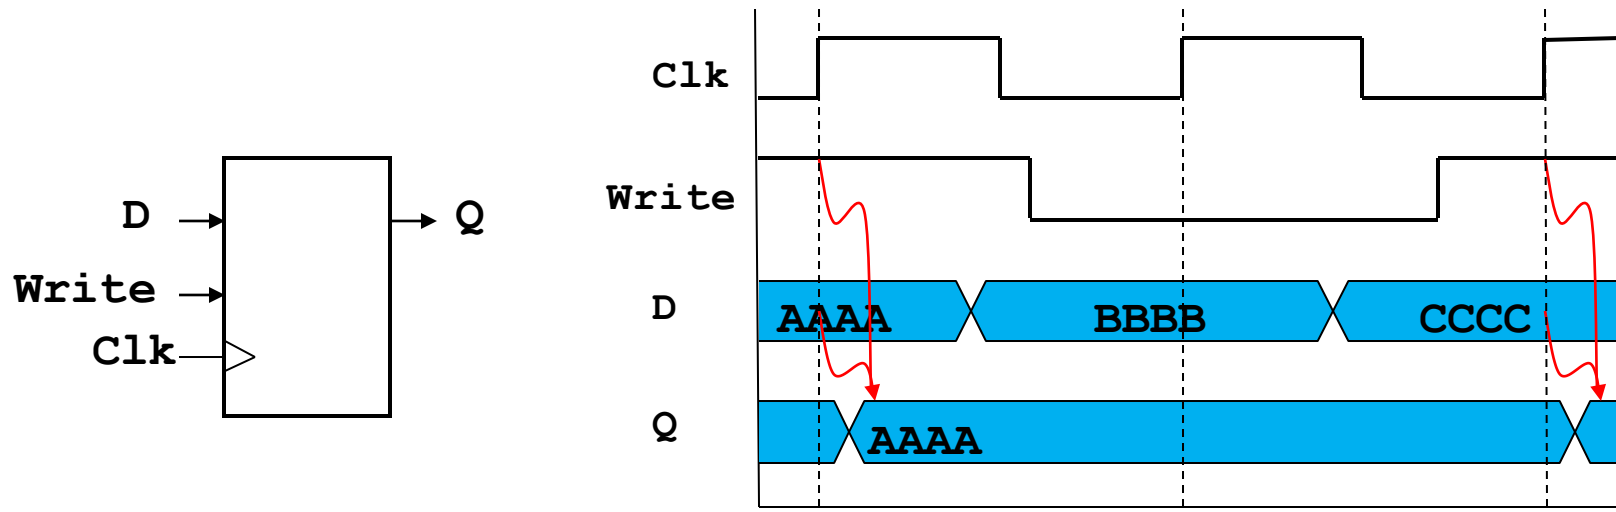 D
Q
Write
Clk
Clk
Write
D
AAAA
BBBB
CCCC
Q
AAAA